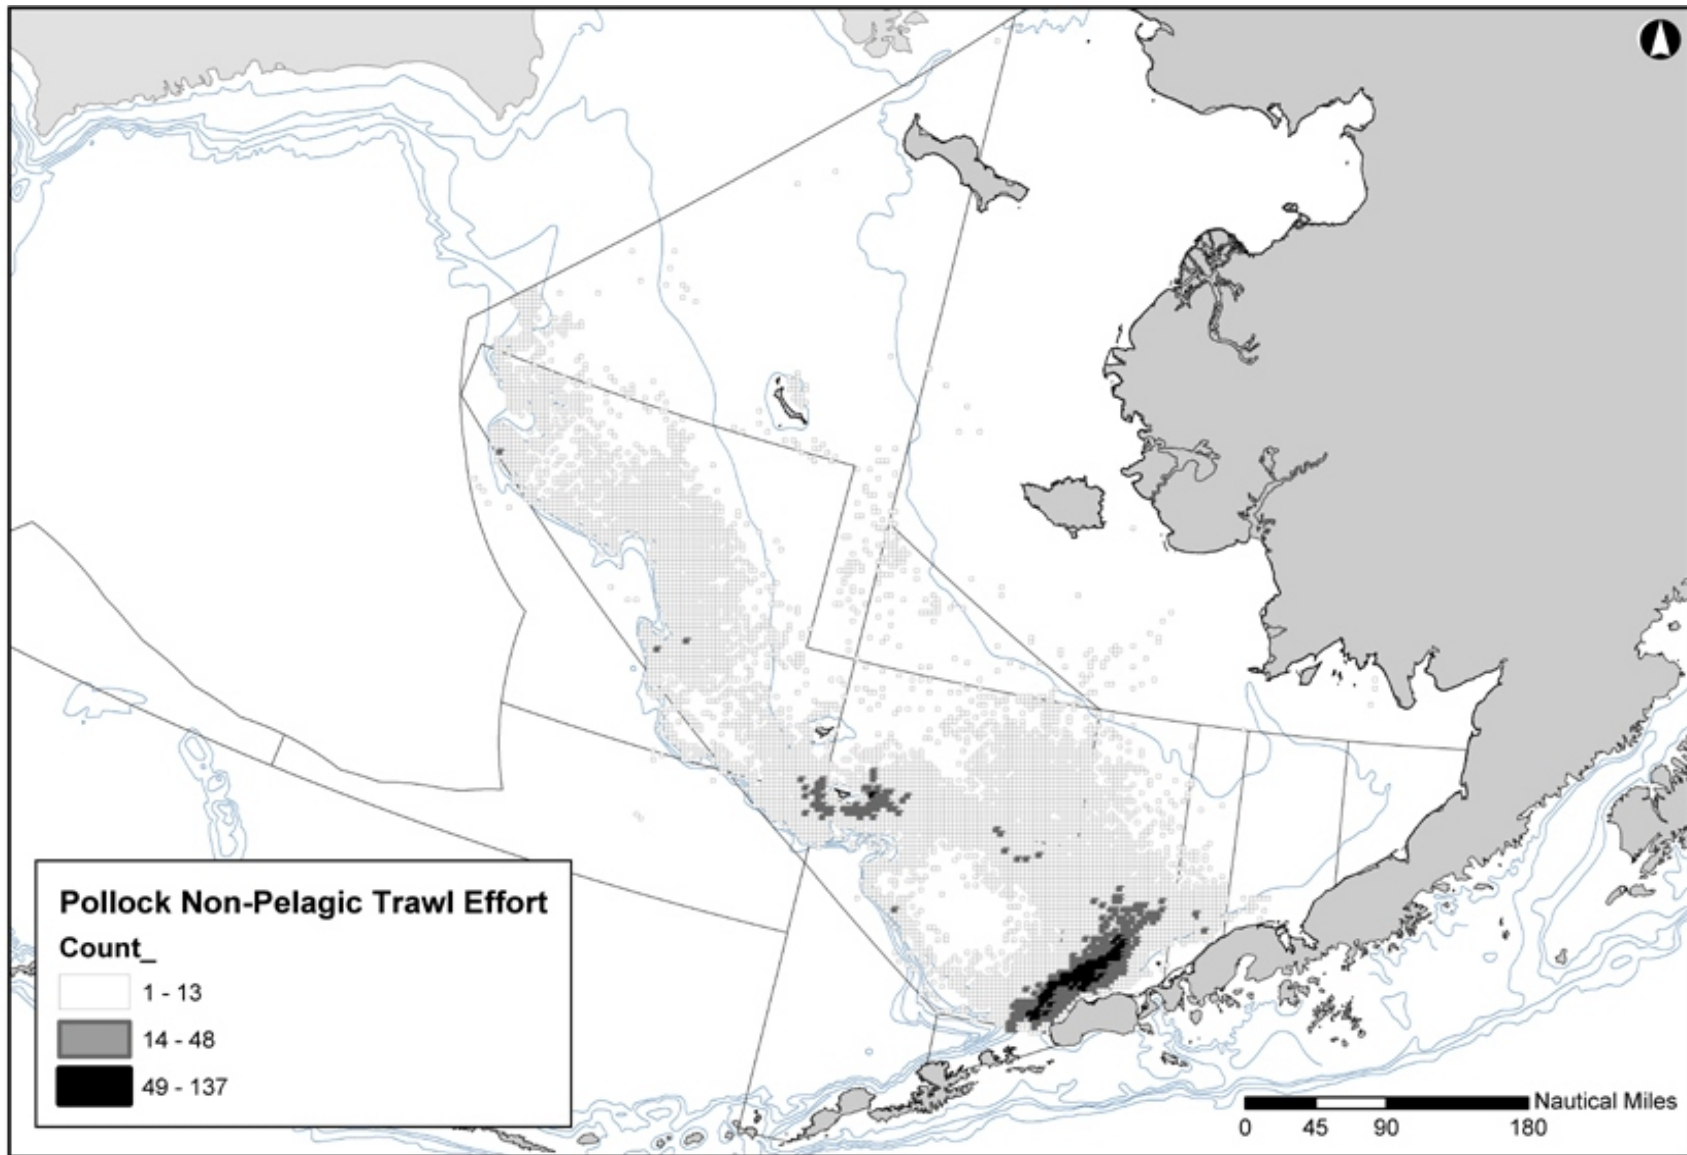 Pollock Non-Pelagic Trawl Effort
Count_
1 - 13
14 - 48
49 - 137
Nautical Miles
0 45 90 180